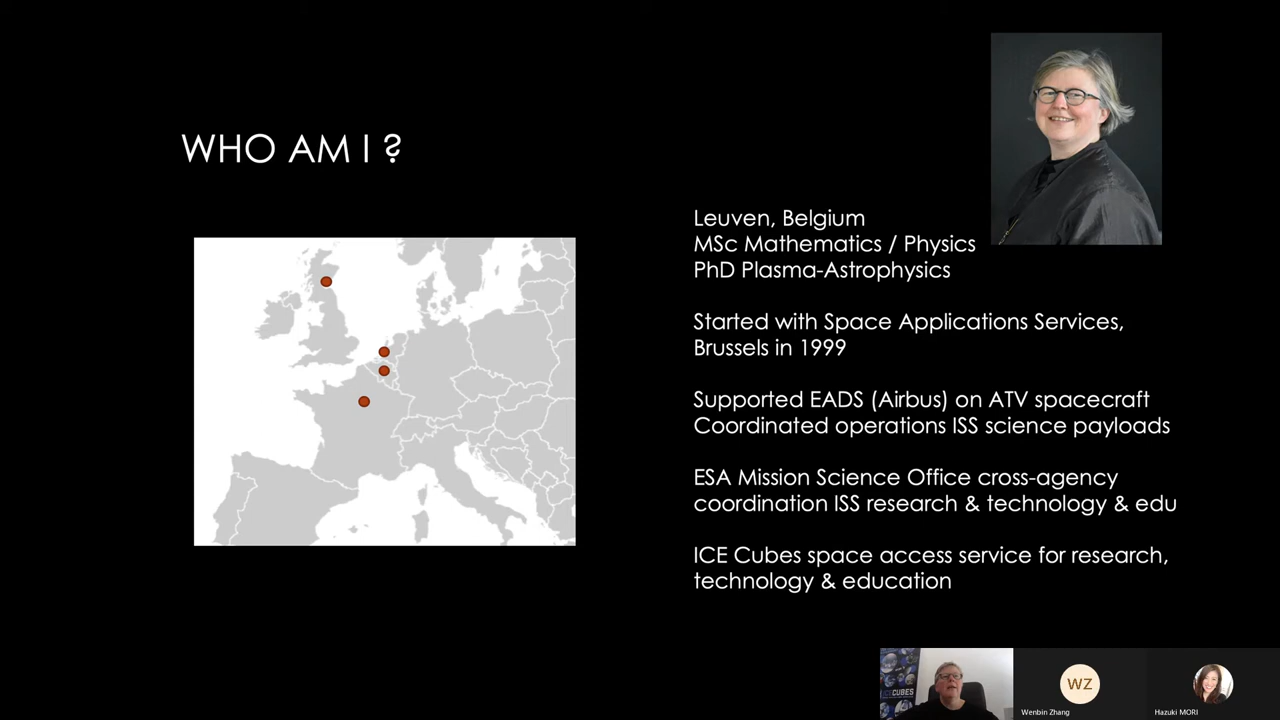 WHO AM I ?
Leuven, Belgium
MSc Mathematics / Physics
PhD Plasma-Astrophysics
Started with Space Applications Services,
Brussels in 1999
Supported EADS (Airbus) on ATV spacecraft
Coordinated operations ISS science payloads
ESA Mission Science Office cross-agency
coordination ISS research & technology & edu
ICE Cubes space access service for research,
technology & education
CUBES
WZ
Wenbin Zhang
Hazuki MORI